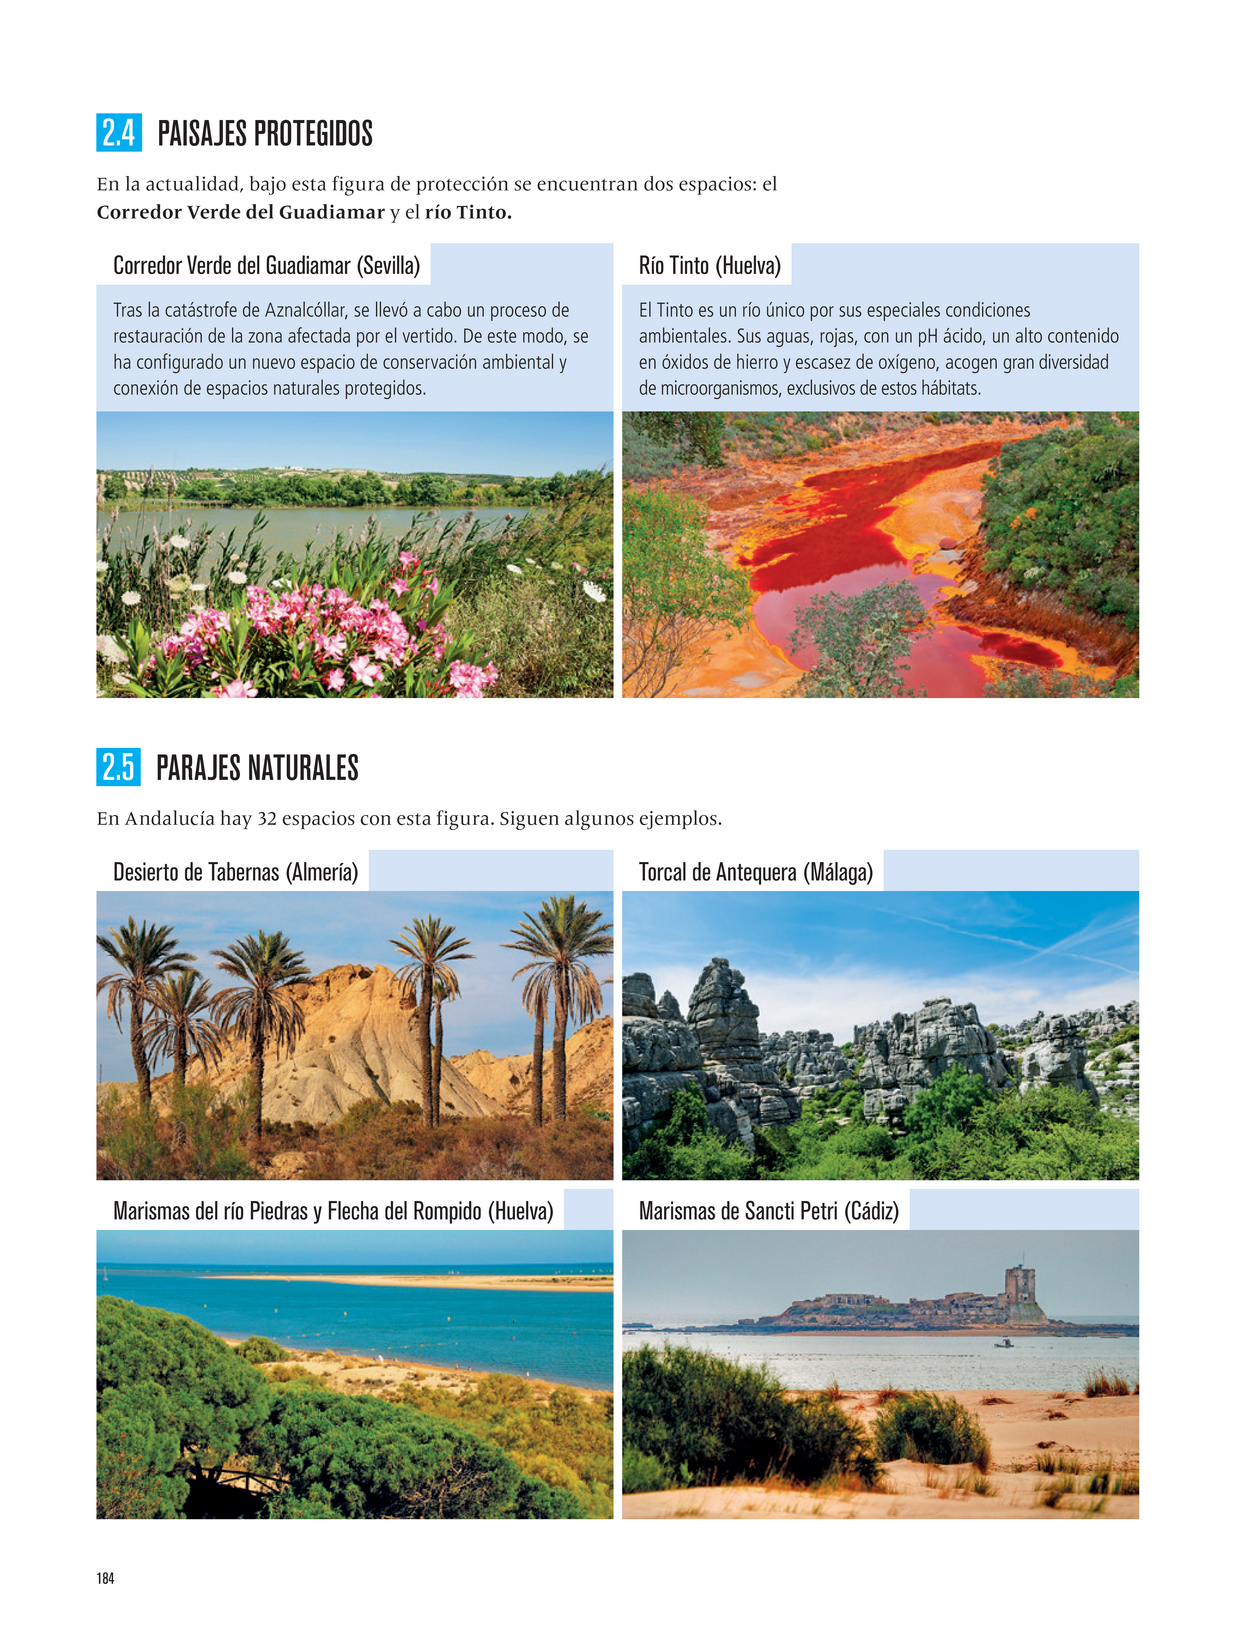 2.4 PAISAJES PROTEGIDOS
En la actualidad, bajo esta figura de protección se encuentran dos espacios: el
Corredor Verde del Guadiamar y el río Tinto.
Corredor Verde del Guadiamar (Sevilla)
Tras la catástrofe de Aznalcóllar, se llevó a cabo un proceso de
restauración de la zona afectada por el vertido. De este modo, se
ha configurado un nuevo espacio de conservación ambiental y
conexión de espacios naturales protegidos.
Río Tinto (Huelva)
El Tinto es un río único por sus especiales condiciones
ambientales. Sus aguas, rojas, con un pH ácido, un alto contenido
en óxidos de hierro y escasez de oxígeno, acogen gran diversidad
de microorganismos, exclusivos de estos hábitats.
2.5 PARAJES NATURALES
En Andalucía hay 32 espacios con esta figura. Siguen algunos ejemplos.
Desierto de Tabernas (Almería)
Torcal de Antequera (Málaga)
Marismas del río Piedras y Flecha del Rompido (Huelva)
Marismas de Sancti Petri (Cádiz)
184